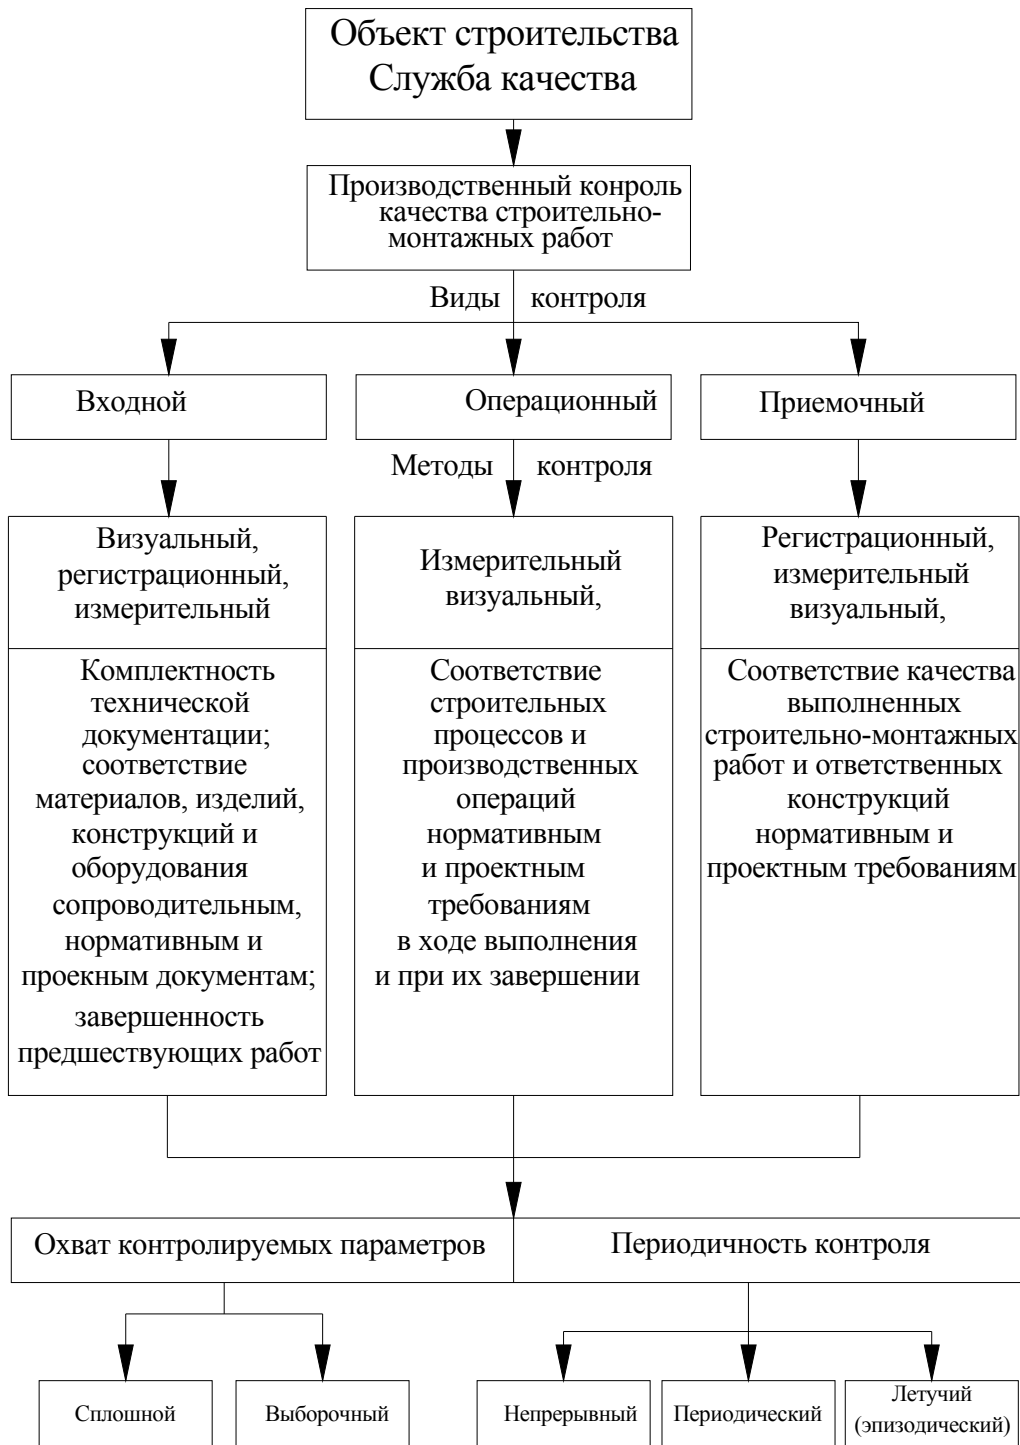 Объект строительства
Служба качества
Производственный конроль
качества строительно-
монтажных работ
Виды контроля
Входной
Операционный
Приемочный
Методы контроля
Визуальный,
регистрационный,
измерительный
Измерительный
визуальный,
Регистрационный,
измерительный
визуальный,
Комплектность
технической
документации;
соответствие
материалов, изделий,
конструкций и
оборудования
сопроводительным,
нормативным и
проекным документам;
завершенность
предшествующих работ
Соответствие
строительных
процессов и
производственных
операций
нормативным
и проектным
требованиям
в ходе выполнения
и при их завершении
Соответствие качества
выполненных
строительно-монтажных
работ и ответственных
конструкций
нормативным и
проектным требованиям
Охват контролируемых параметров
Периодичность контроля
Сплошной
Выборочный
Непрерывный
Периодический
Летучий
(эпизодический)